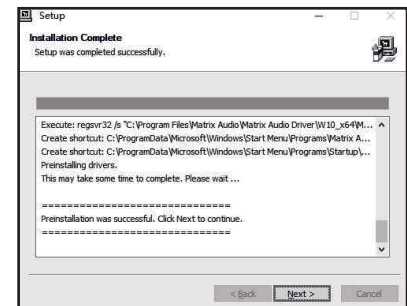 Setup
Installation Complete
Setup was completed successfully.
Execute: regsvr32 /s "C:\Program Files\Matrix Audio\Matrix Audio Driver\W10_x64\M...
Create shortcut: C:\ProgramData\Microsoft\Windows\Start Menu\Programs\Matrix A...
Create shortcut: C:\ProgramData\Microsoft\Windows\Start Menu\Programs\Startup\,...
Preinstalling drivers.
This may take some time to complete. Please wait ...
==============================
Preinstallation was successful. Click Next to continue.
==============================
< Back Next > Cancel